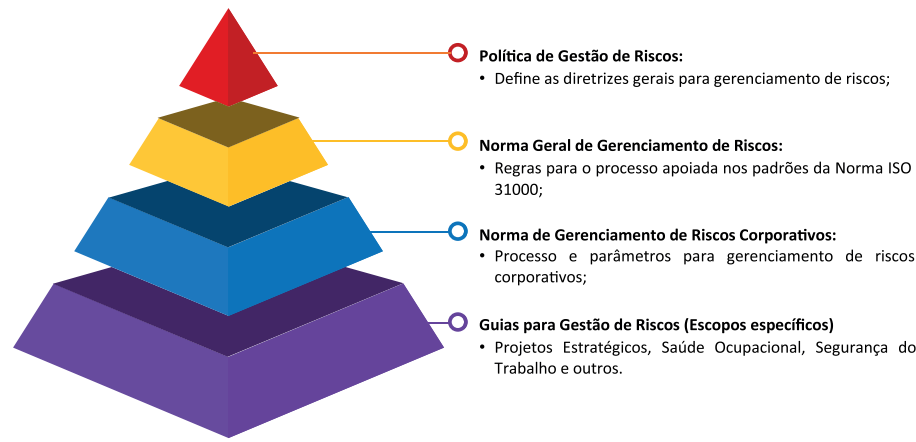 Política de Gestão de Riscos:
• Define as diretrizes gerais para gerenciamento de riscos;
Norma Geral de Gerenciamento de Riscos:
• Regras para o processo apoiada nos padrões da Norma ISO
31000;
Norma de Gerenciamento de Riscos Corporativos:
• Processo e parâmetros para gerenciamento de riscos
corporativos;
Guias para Gestão de Riscos (Escopos específicos)
• Projetos Estratégicos, Saúde Ocupacional, Segurança do
Trabalho e outros.